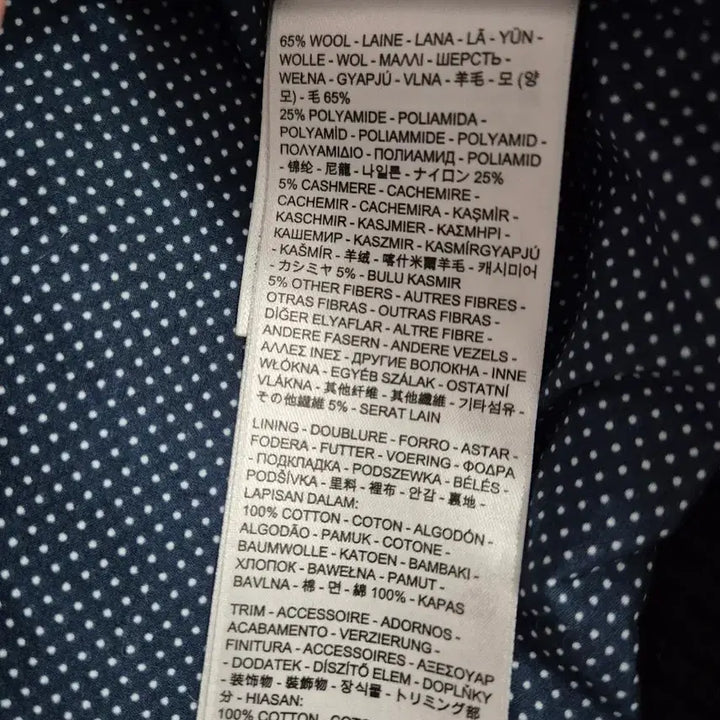 65% WOOL - LAINE - LANA - LÃ - YÜN -
WOLLE - WOL - ΜΑΛΛΙ - ШЕРСТЬ -
WEŁNA - GYAPJÚ - VLNA - 羊毛 - 모 (양
모) - 毛 65%
25% POLYAMIDE - POLIAMIDA -
POLYAMİD - POLIAMMIDE - POLYAMID -
ΠΟΛΥΑΜΙΔΙΟ - ПОЛИАМИД - POLIAMID
- 锦纶 - 尼龍 - 나일론 - ナイロン 25%
5% CASHMERE - CACHEMIRE -
CACHEMIR - CACHEMIRA - KAŞMİR -
KASCHMIR - KASJMIER - ΚΑΣΜΗΡΙ -
КАШЕМИР - KASZMIR - KASMÍRGYAPJÚ
- KAŠMÍR - 羊绒 - 喀什米爾羊毛 - 캐시미어
- カシミヤ 5% - BULU KASMIR
5% OTHER FIBERS - AUTRES FIBRES -
OTRAS FIBRAS - OUTRAS FIBRAS -
DİĞER ELYAFLAR - ALTRE FIBRE -
ANDERE FASERN - ANDERE VEZELS -
ΑΛΛΕΣ ΙΝΕΣ - ДРУГИЕ ВОЛОКНА - INNE
WŁÓKNA - EGYÉB SZÁLAK - OSTATNÍ
VLÁKNA - 其他纤维 - 其他纖維 - 기타섬유 -
その他繊維 5% - SERAT LAIN
LINING - DOUBLURE - FORRO - ASTAR -
FODERA - FUTTER - VOERING - ΦΟΔΡΑ
- ПОДКЛАДКА - PODSZEWKA - BÉLÉS -
PODŠÍVKA - 里料 - 裡布 - 안감 - 裏地 -
LAPISAN DALAM:
100% COTTON - COTON - ALGODÓN -
ALGODÃO - PAMUK - COTONE -
BAUMWOLLE - KATOEN - ΒΑΜΒΑΚΙ -
ХЛОПОК - BAWEŁNA - PAMUT -
BAVLNA - 棉 - 면 - 綿 100% - KAPAS
TRIM - ACCESSOIRE - ADORNOS -
ACABAMENTO - VERZIERUNG -
FINITURA - ACCESSOIRES - ΑΞΕΣΟΥΑΡ
- DODATEK - DÍSZÍTŐ ELEM - DOPLŇKY
- 装饰物 - 裝飾物 - 장식물 - トリミング部
分 - HIASAN:
100% COTTON - COTON